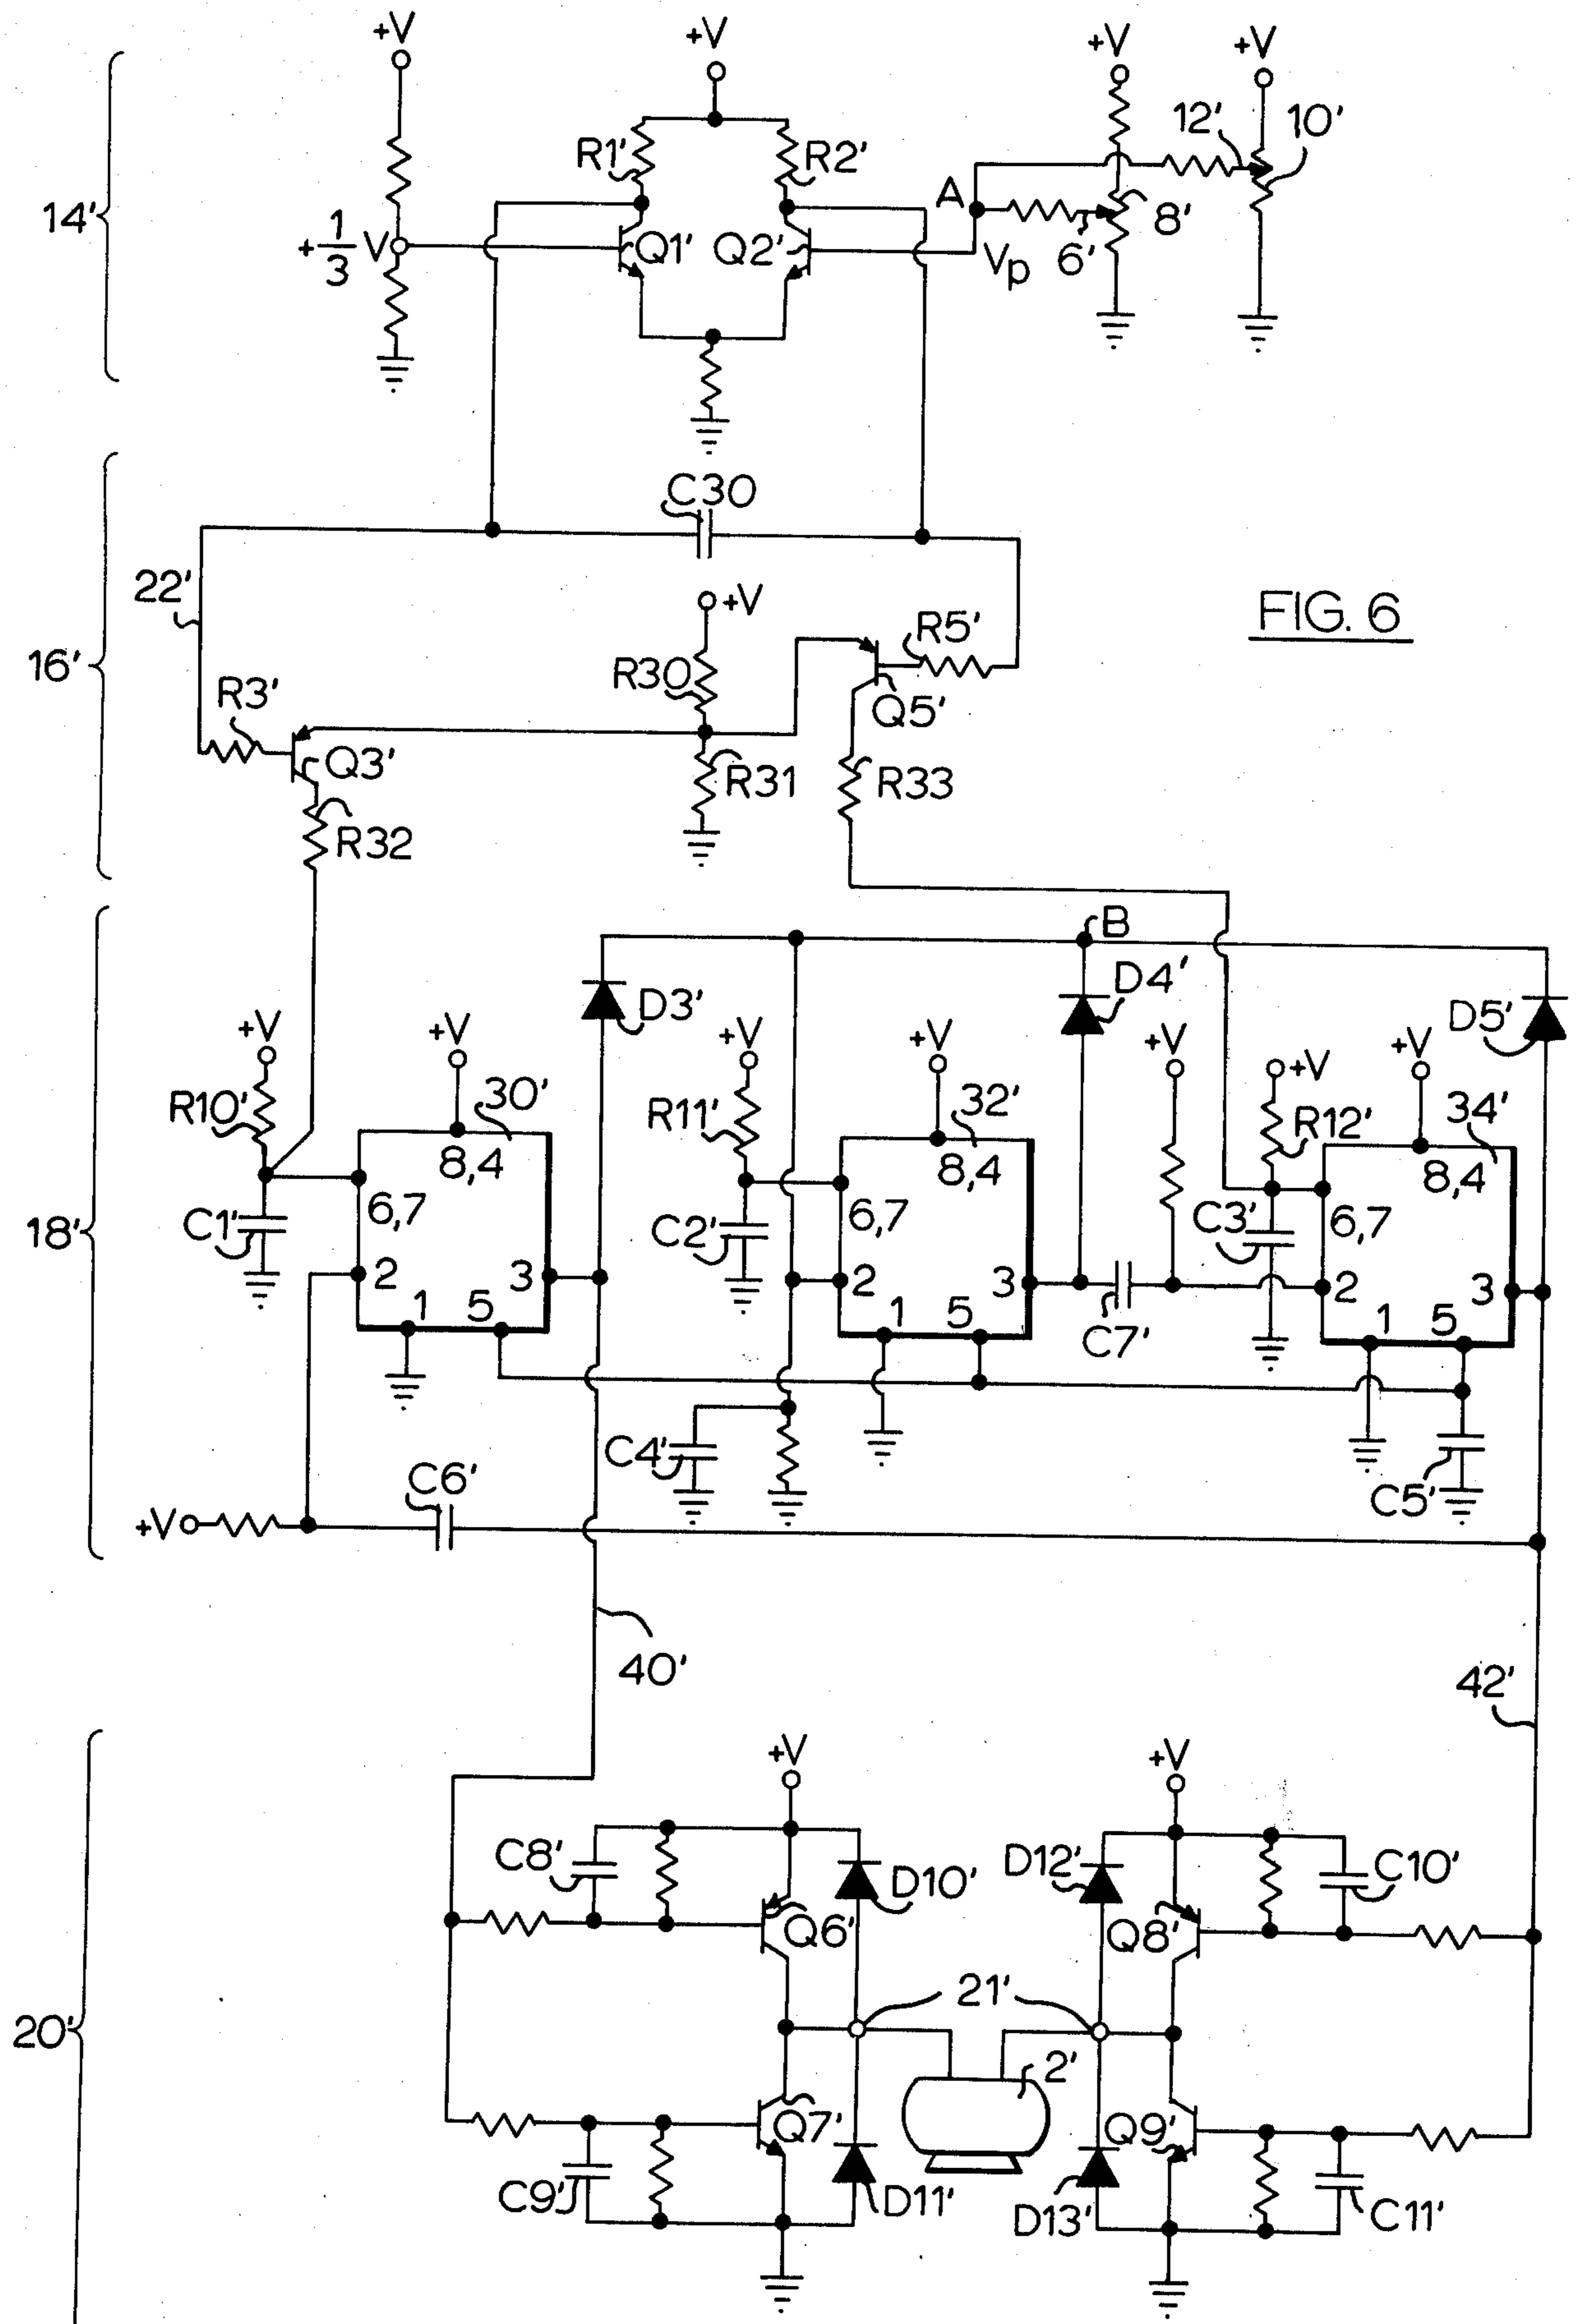 +V
+V
+V
+V
12'
10'
R1'
R2'
A
14'
+1/3 V
Q1'
Q2'
Vp
6'
8'
C30
22'
+V
FIG. 6
R5'
16'
R30
R3'
Q5'
Q3'
R31
R33
R32
B
D3'
D4'
D5'
+V
+V
+V
+V
+V
+V
+V
R10'
30'
R11'
32'
R12'
34'
8,4
8,4
8,4
C1'
6,7
C2'
6,7
C3'
6,7
18'
2
3
2
3
2
3
1
5
1
5
1
5
C7'
C4'
C5'
C6'
+V
40'
42'
+V
+V
C8'
D10'
D12'
C10'
Q6'
Q8'
21'
20'
2'
Q7'
Q9'
C9'
D11'
D13'
C11'